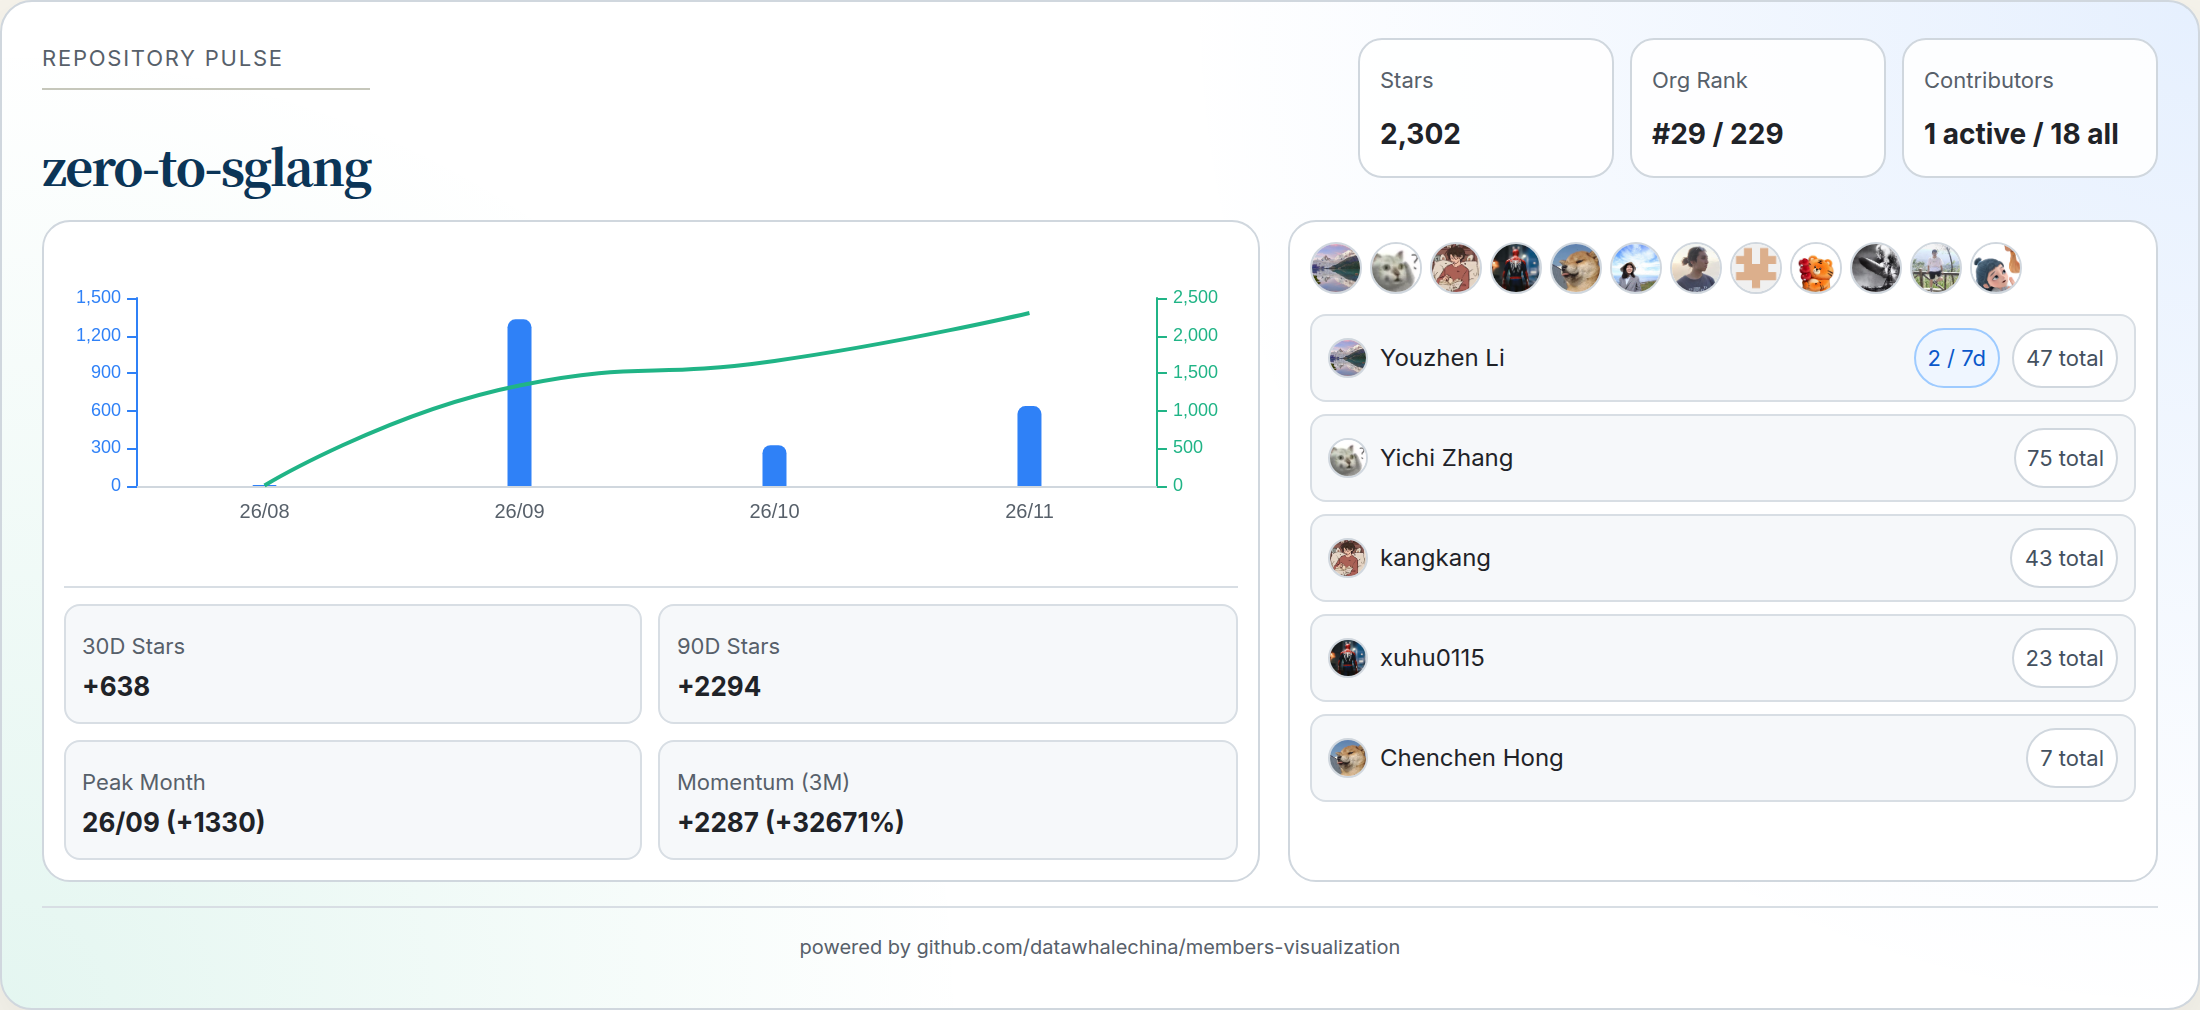 REPOSITORY PULSE
zero-to-sglang
Stars
2,302
Org Rank
#29 / 229
Contributors
1 active / 18 all
1,500
1,200
900
600
300
0
2,500
2,000
1,500
1,000
500
0
26/08
26/09
26/10
26/11
30D Stars
+638
90D Stars
+2294
Peak Month
26/09 (+1330)
Momentum (3M)
+2287 (+32671%)
Youzhen Li
2 / 7d
47 total
Yichi Zhang
75 total
kangkang
43 total
xuhu0115
23 total
Chenchen Hong
7 total
powered by github.com/datawhalechina/members-visualization